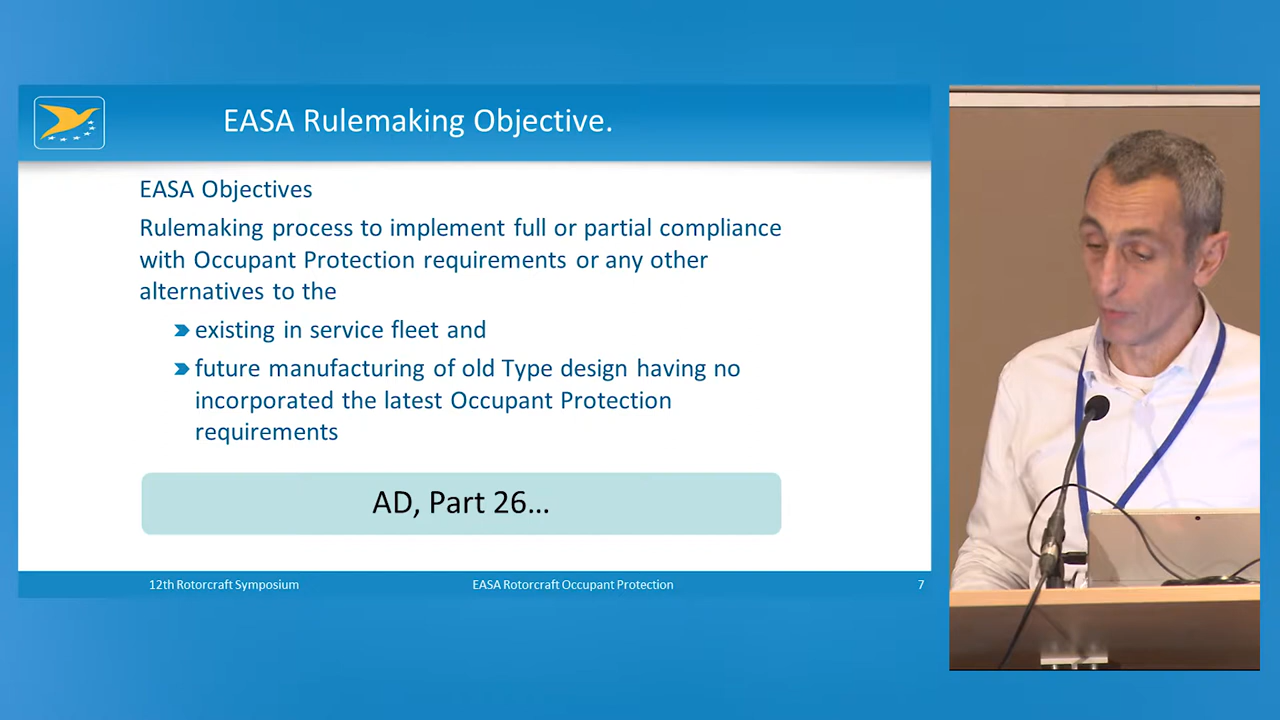 EASA Rulemaking Objective.
EASA Objectives
Rulemaking process to implement full or partial compliance
with Occupant Protection requirements or any other
alternatives to the
existing in service fleet and
future manufacturing of old Type design having no
incorporated the latest Occupant Protection
requirements
AD, Part 26...
12th Rotorcraft Symposium
EASA Rotorcraft Occupant Protection
7